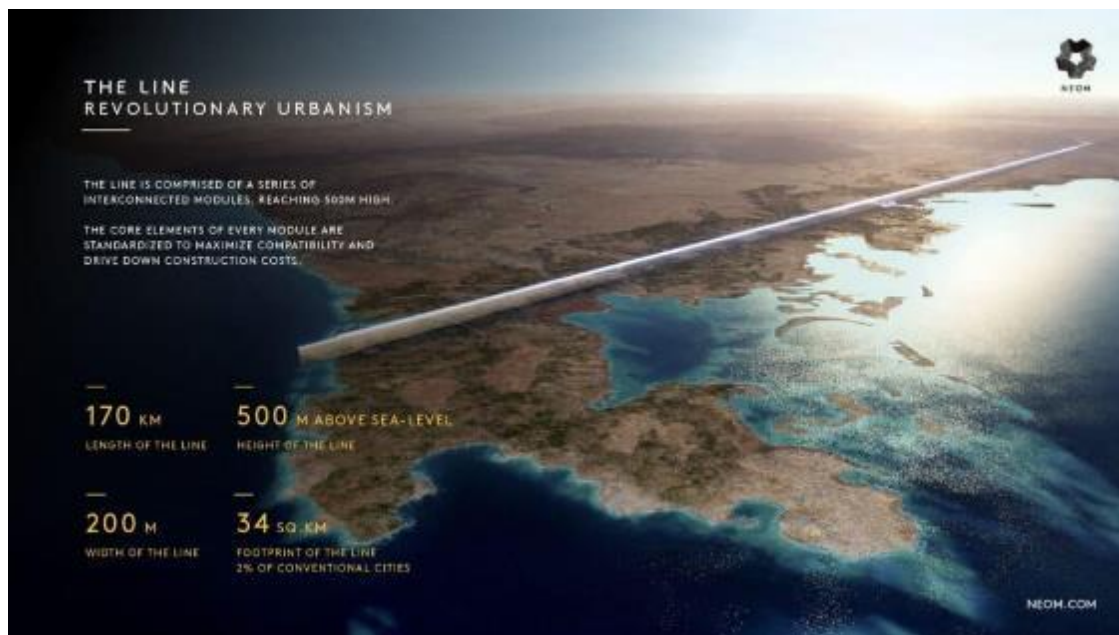 THE LINE
REVOLUTIONARY URBANISM
NEOM
THE LINE IS COMPRISED OF A SERIES OF
INTERCONNECTED MODULES, REACHING 500M HIGH.
THE CORE ELEMENTS OF EVERY MODULE ARE
STANDARDIZED TO MAXIMIZE COMPATIBILITY AND
DRIVE DOWN CONSTRUCTION COSTS.
170 KM
LENGTH OF THE LINE
500 M ABOVE SEA-LEVEL
HEIGHT OF THE LINE
200 M
WIDTH OF THE LINE
34 SQ.KM
FOOTPRINT OF THE LINE
2% OF CONVENTIONAL CITIES
NEOM.COM